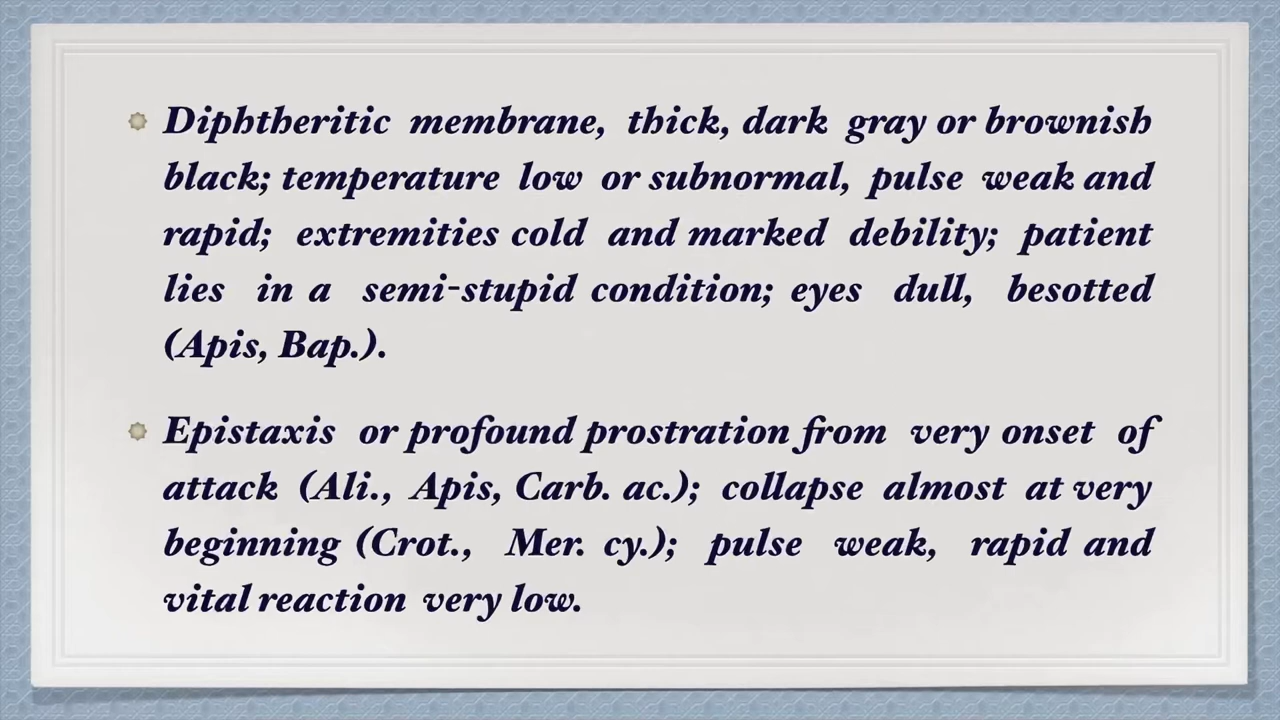 Diphtheritic membrane, thick, dark gray or brownish
black; temperature low or subnormal, pulse weak and
rapid; extremities cold and marked debility; patient
lies in a semi-stupid condition; eyes dull, besotted
(Apis, Bap.).
Epistaxis or profound prostration from very onset of
attack (Ali., Apis, Carb. ac.); collapse almost at very
beginning (Crot., Mer. cy.); pulse weak, rapid and
vital reaction very low.